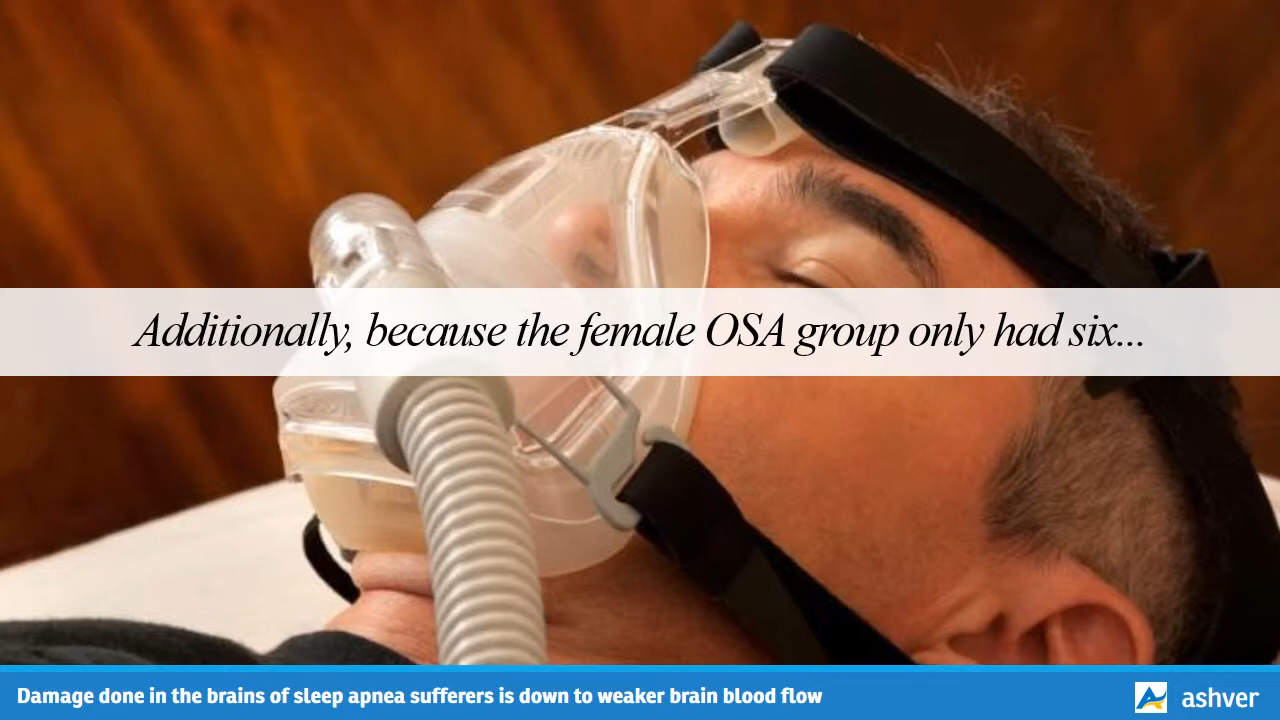 Additionally, because the female OSA group only had six...
Damage done in the brains of sleep apnea sufferers is down to weaker brain blood flow
ashver